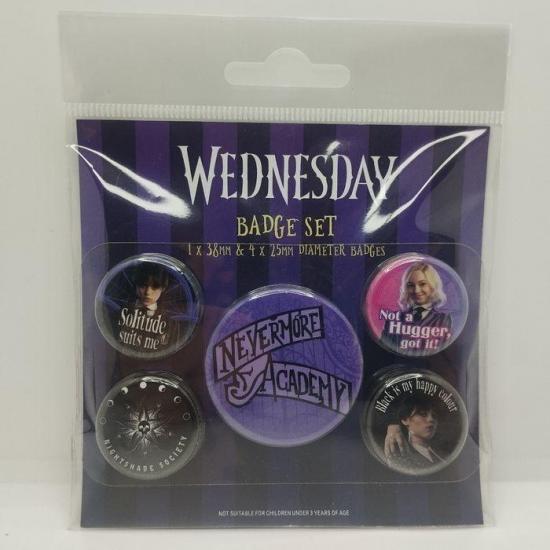 WEDNESDAY
BADGE SET
1 x 38MM & 4 x 25MM DIAMETER BADGES
Solitude
suits me
Not a
Hugger,
got it!
NEVERMORE
ACADEMY
NIGHTSHADE SOCIETY
Black is my happy colour
NOT SUITABLE FOR CHILDREN UNDER 3 YEARS OF AGE